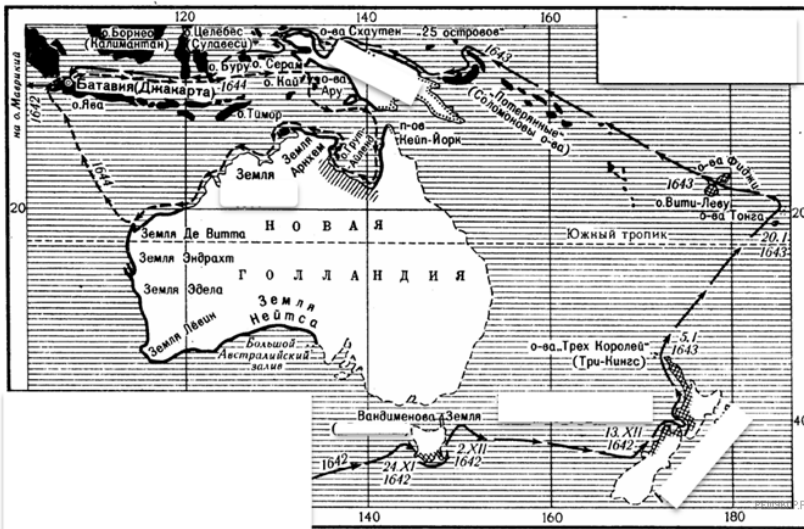 120
140
160
о.Борнео
(Калимантан)
о.Целебес
(Сулавеси)
о-ва Схаутен
„25 островов“
1643
о. Буру
о. Серам
1644
о. Кай
о-ва
Ару
Батавия(Джакарта)
на о.Маврикий
1642
о.Ява
о.Тимор
„Потерянные“
(Соломоновы о-ва)
п-ов
Кейп-Йорк
о.Грут-
Айленд
Земля
Арнхем
Земля
1644
о-ва Фиджи
1643
о.Вити-Леву
о-ва Тонга
20
20
20.1
1643
Южный тропик
Земля Де Витта
НОВАЯ
Земля Эндрахт
ГОЛЛАНДИЯ
Земля Эдела
Земля
Нейтса
Земля Лёвин
Большой
Австралийский
залив
о-ва „Трех Королей“
(Три-Кингс)
5.I
1643
Вандименова Земля
(
40
1642
24.XI
1642
2.XII
1642
13.XII
1642
140
160
180